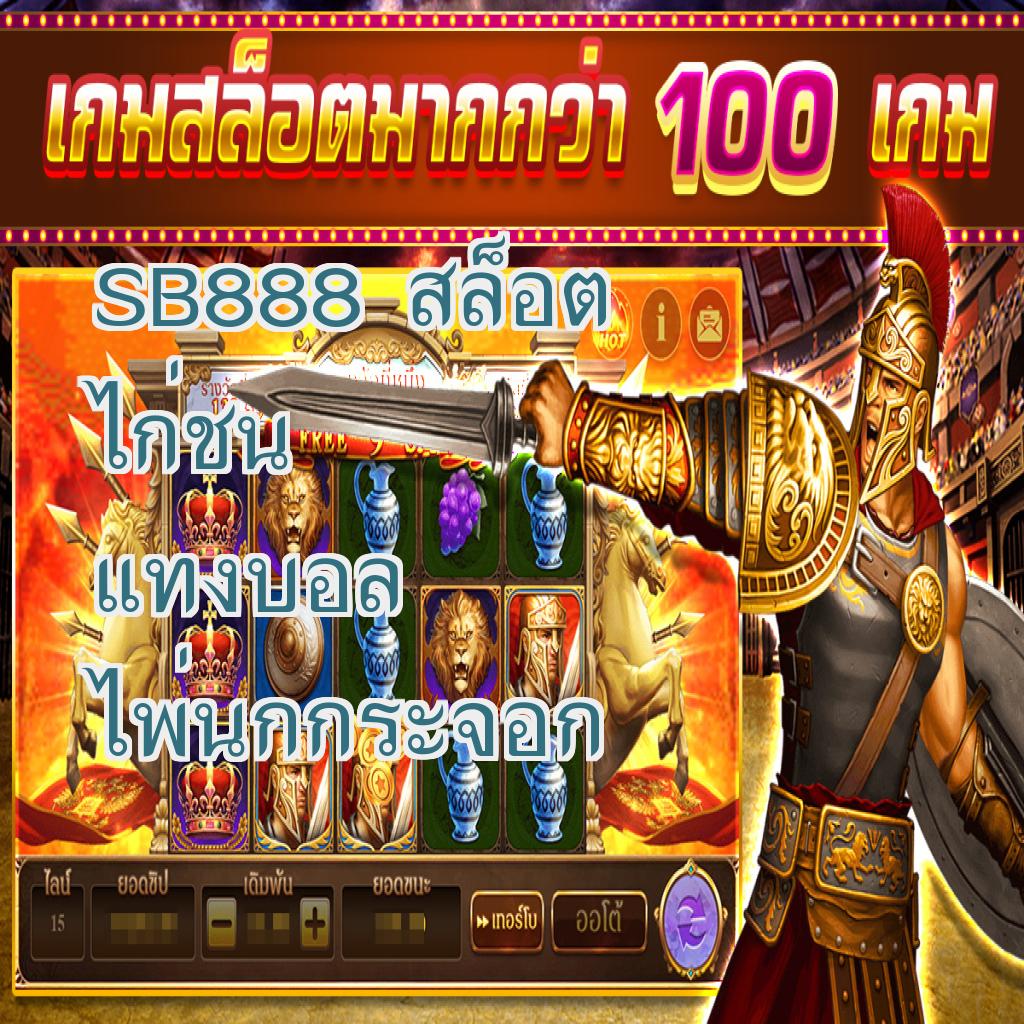 เกมสล็อตมากกว่า 100 เกม
SB888 สล็อต
HOT
ไก่ชน
FREE
แทงบอล
ไพ่นกกระจอก
ไลน์ ยอดชิป เดิมพัน ยอดชนะ
15 เทอร์โบ ออโต้